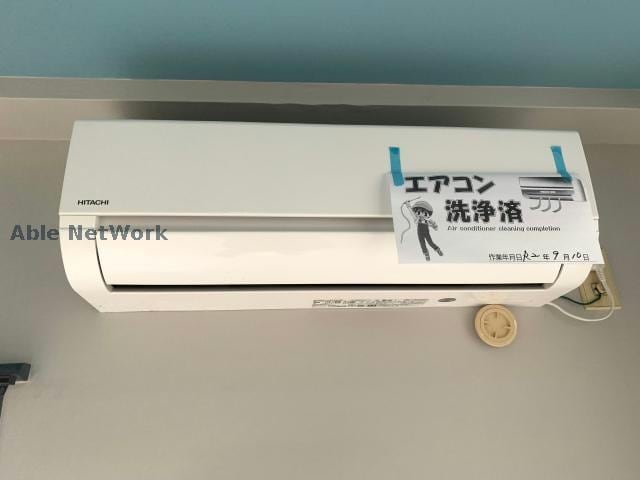 HITACHI
Able NetWork
エアコン
洗浄済
Air conditioner cleaning completion
作業年月日 R2年9月10日